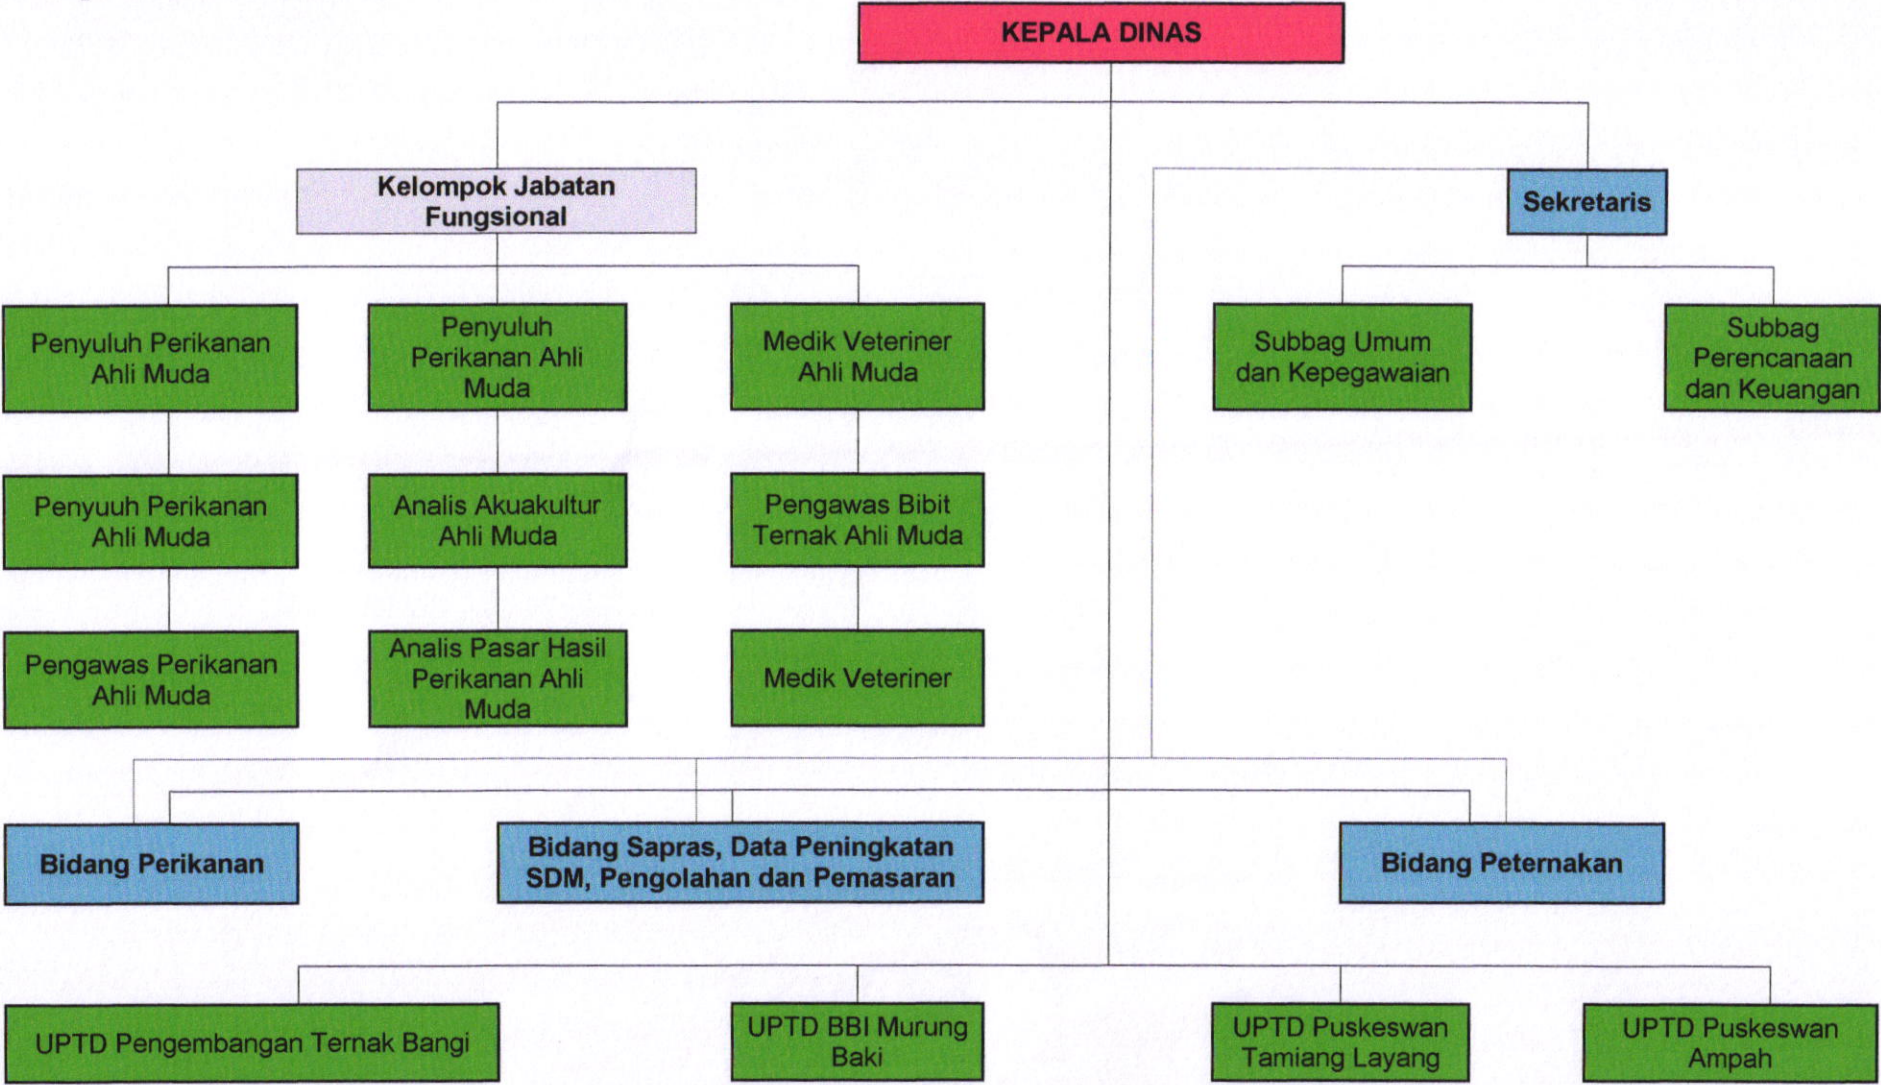 KEPALA DINAS
Kelompok Jabatan
Fungsional
Sekretaris
Penyuluh Perikanan
Ahli Muda
Penyuluh
Perikanan Ahli
Muda
Medik Veteriner
Ahli Muda
Subbag Umum
dan Kepegawaian
Subbag
Perencanaan
dan Keuangan
Penyuuh Perikanan
Ahli Muda
Analis Akuakultur
Ahli Muda
Pengawas Bibit
Ternak Ahli Muda
Pengawas Perikanan
Ahli Muda
Analis Pasar Hasil
Perikanan Ahli
Muda
Medik Veteriner
Bidang Perikanan
Bidang Sapras, Data Peningkatan
SDM, Pengolahan dan Pemasaran
Bidang Peternakan
UPTD Pengembangan Ternak Bangi
UPTD BBI Murung
Baki
UPTD Puskeswan
Tamiang Layang
UPTD Puskeswan
Ampah